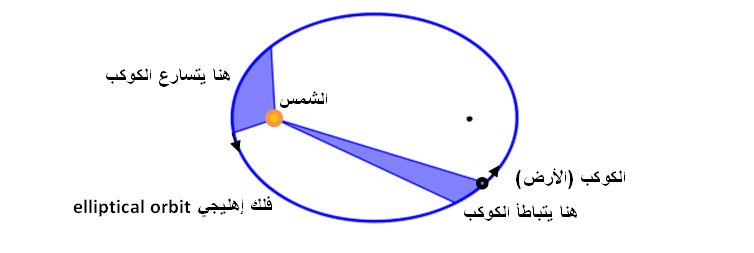 هنا يتسارع الكوكب
الشمس
الكوكب (الأرض)
هنا يتباطأ الكوكب
فلك إهليجي elliptical orbit